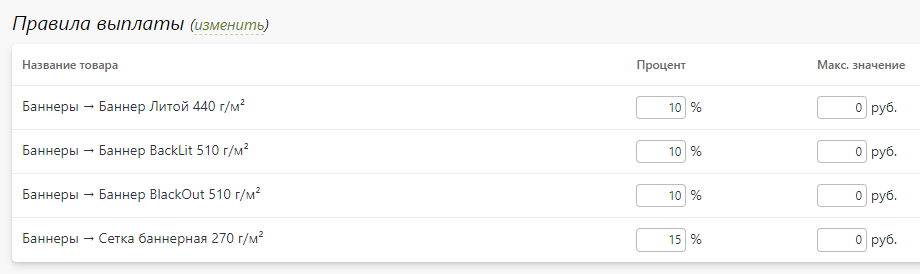 Правила выплаты (изменить)
Название товара Процент Макс. значение
Баннеры → Баннер Литой 440 г/м² 10 % 0 руб.
Баннеры → Баннер BackLit 510 г/м² 10 % 0 руб.
Баннеры → Баннер BlackOut 510 г/м² 10 % 0 руб.
Баннеры → Сетка баннерная 270 г/м² 15 % 0 руб.